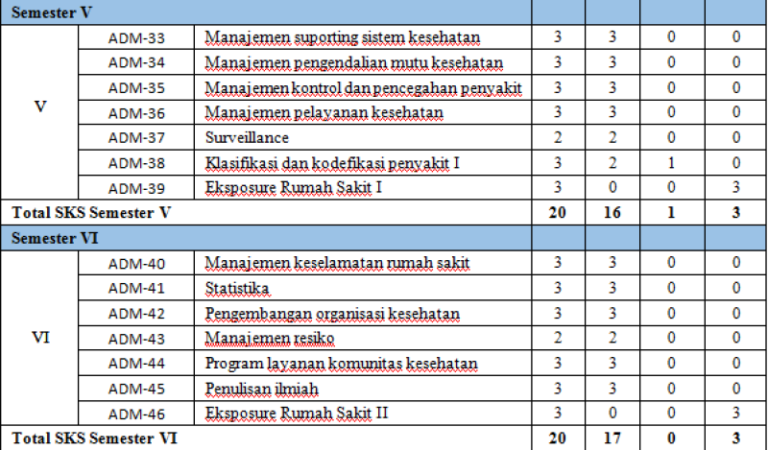 Semester V
V
ADM-33 Manajemen suporting sistem kesehatan 3 3 0 0
ADM-34 Manajemen pengendalian mutu kesehatan 3 3 0 0
ADM-35 Manajemen kontrol dan pencegahan penyakit 3 3 0 0
ADM-36 Manajemen pelayanan kesehatan 3 3 0 0
ADM-37 Surveillance 2 2 0 0
ADM-38 Klasifikasi dan kodefikasi penyakit I 3 2 1 0
ADM-39 Eksposure Rumah Sakit I 3 0 0 3
Total SKS Semester V 20 16 1 3
Semester VI
VI
ADM-40 Manajemen keselamatan rumah sakit 3 3 0 0
ADM-41 Statistika 3 3 0 0
ADM-42 Pengembangan organisasi kesehatan 3 3 0 0
ADM-43 Manajemen resiko 2 2 0 0
ADM-44 Program layanan komunitas kesehatan 3 3 0 0
ADM-45 Penulisan ilmiah 3 3 0 0
ADM-46 Eksposure Rumah Sakit II 3 0 0 3
Total SKS Semester VI 20 17 0 3